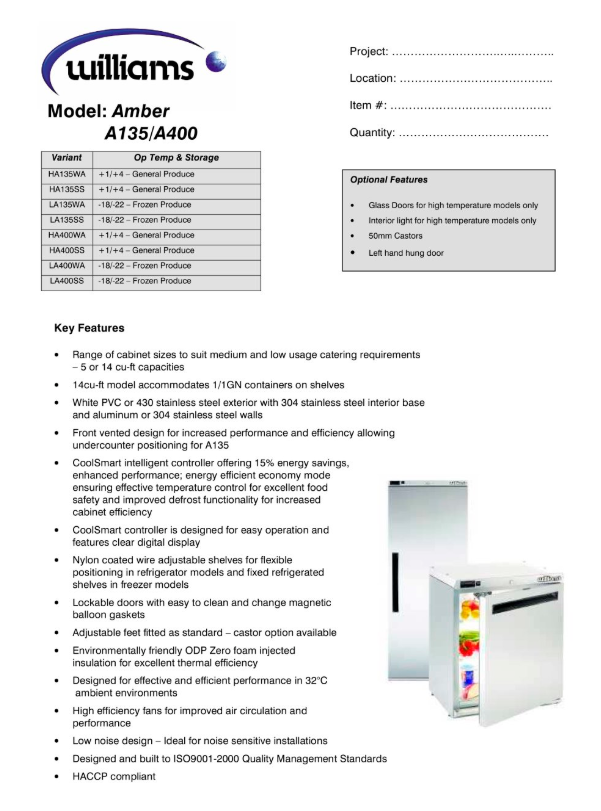 williams
Project: ……………………….…..………..
Location: …………………………………..
Item #: …………………………………….
Quantity: ………………………………….
Model: Amber
A135/A400
Variant Op Temp & Storage
HA135WA +1/+4 – General Produce
HA135SS +1/+4 – General Produce
LA135WA -18/-22 – Frozen Produce
LA135SS -18/-22 – Frozen Produce
HA400WA +1/+4 – General Produce
HA400SS +1/+4 – General Produce
LA400WA -18/-22 – Frozen Produce
LA400SS -18/-22 – Frozen Produce
Optional Features
• Glass Doors for high temperature models only
• Interior light for high temperature models only
• 50mm Castors
• Left hand hung door
Key Features
• Range of cabinet sizes to suit medium and low usage catering requirements
– 5 or 14 cu-ft capacities
• 14cu-ft model accommodates 1/1GN containers on shelves
• White PVC or 430 stainless steel exterior with 304 stainless steel interior base
and aluminum or 304 stainless steel walls
• Front vented design for increased performance and efficiency allowing
undercounter positioning for A135
• CoolSmart intelligent controller offering 15% energy savings,
enhanced performance; energy efficient economy mode
ensuring effective temperature control for excellent food
safety and improved defrost functionality for increased
cabinet efficiency
• CoolSmart controller is designed for easy operation and
features clear digital display
• Nylon coated wire adjustable shelves for flexible
positioning in refrigerator models and fixed refrigerated
shelves in freezer models
• Lockable doors with easy to clean and change magnetic
balloon gaskets
• Adjustable feet fitted as standard – castor option available
• Environmentally friendly ODP Zero foam injected
insulation for excellent thermal efficiency
• Designed for effective and efficient performance in 32°C
ambient environments
• High efficiency fans for improved air circulation and
performance
• Low noise design – Ideal for noise sensitive installations
• Designed and built to ISO9001-2000 Quality Management Standards
• HACCP compliant
williams